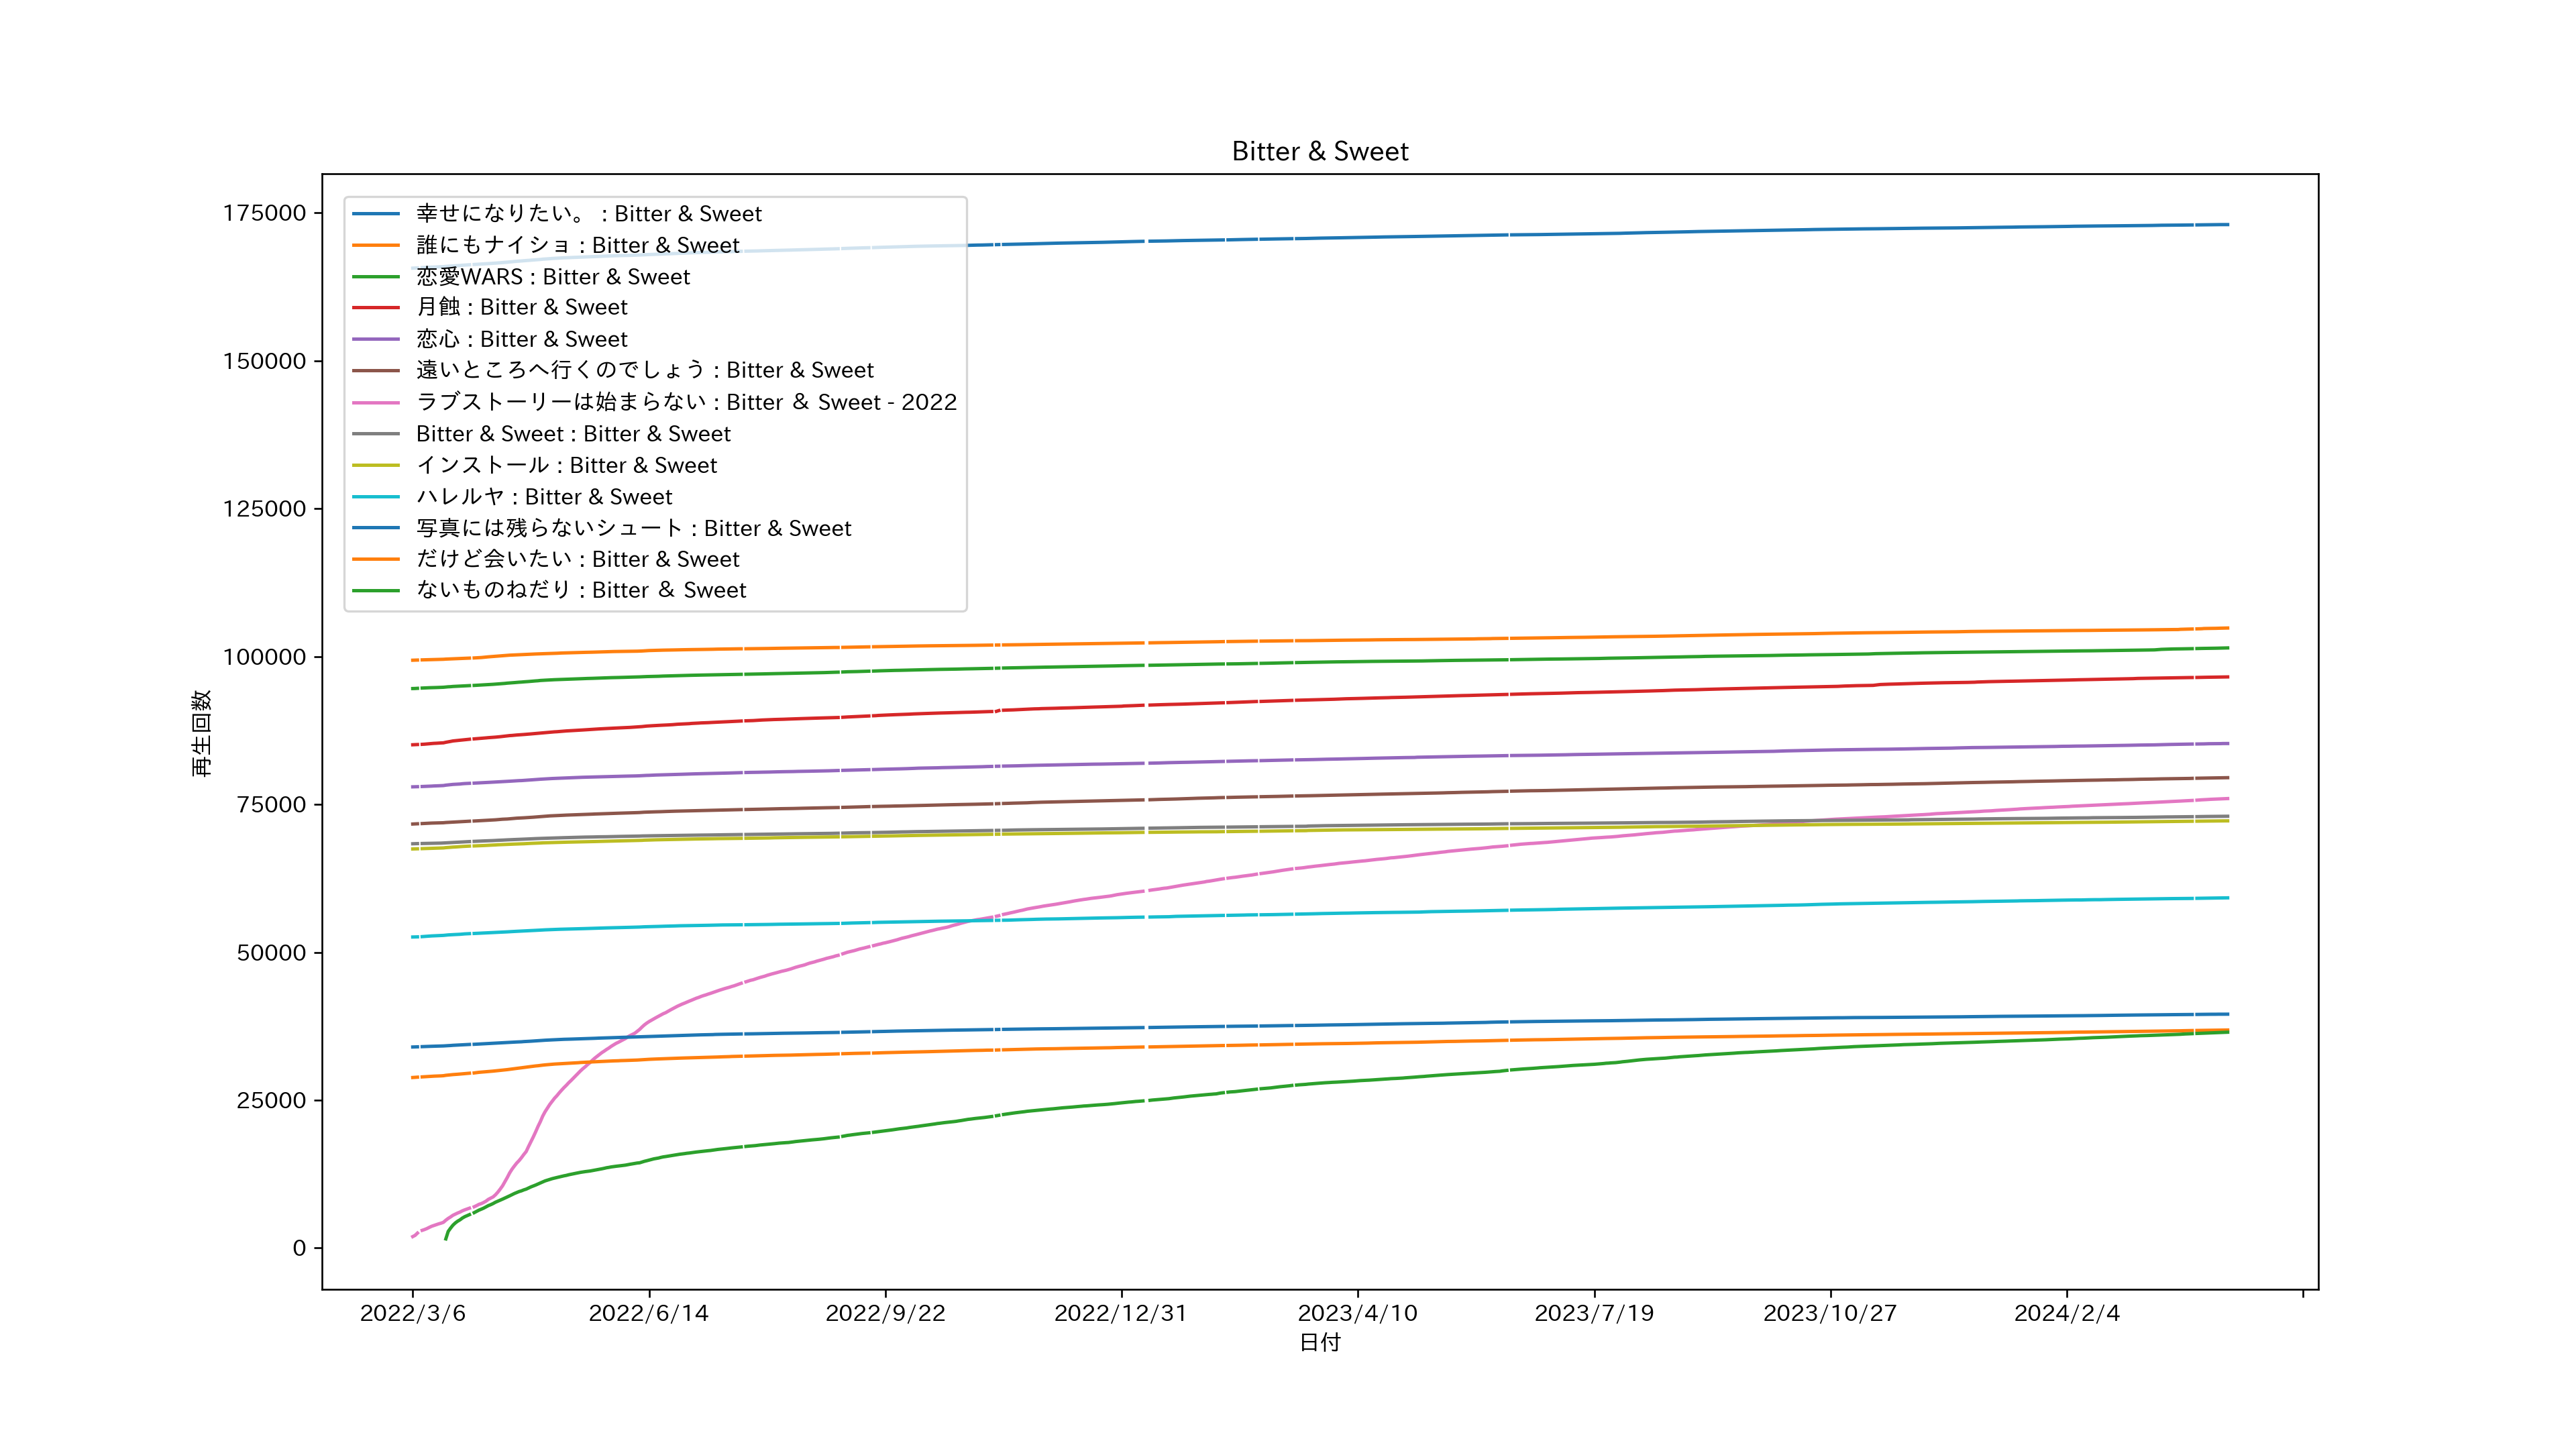 Bitter & Sweet
175000
150000
125000
100000
75000
50000
25000
0
再生回数
幸せになりたい。 : Bitter & Sweet
誰にもナイショ : Bitter & Sweet
恋愛WARS : Bitter & Sweet
月蝕 : Bitter & Sweet
恋心 : Bitter & Sweet
遠いところへ行くのでしょう : Bitter & Sweet
ラブストーリーは始まらない : Bitter ＆ Sweet - 2022
Bitter & Sweet : Bitter & Sweet
インストール : Bitter & Sweet
ハレルヤ : Bitter & Sweet
写真には残らないシュート : Bitter & Sweet
だけど会いたい : Bitter & Sweet
ないものねだり : Bitter ＆ Sweet
2022/3/6 2022/6/14 2022/9/22 2022/12/31 2023/4/10 2023/7/19 2023/10/27 2024/2/4
日付